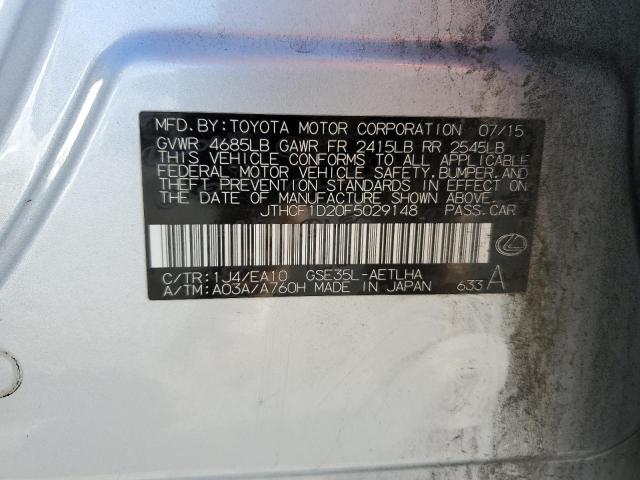 MFD.BY:TOYOTA MOTOR CORPORATION 07/15
GVWR 4685LB GAWR FR 2415LB RR 2545LB
THIS VEHICLE CONFORMS TO ALL APPLICABLE
FEDERAL MOTOR VEHICLE SAFETY,BUMPER,AND
THEFT PREVENTION STANDARDS IN EFFECT ON
THE DATE OF MANUFACTURE SHOWN ABOVE.
JTHCF1D20F5029148 PASS.CAR
C/TR:1J4/EA10 GSE35L-AETLHA
A/TM:A03A/A760H MADE IN JAPAN 633 A